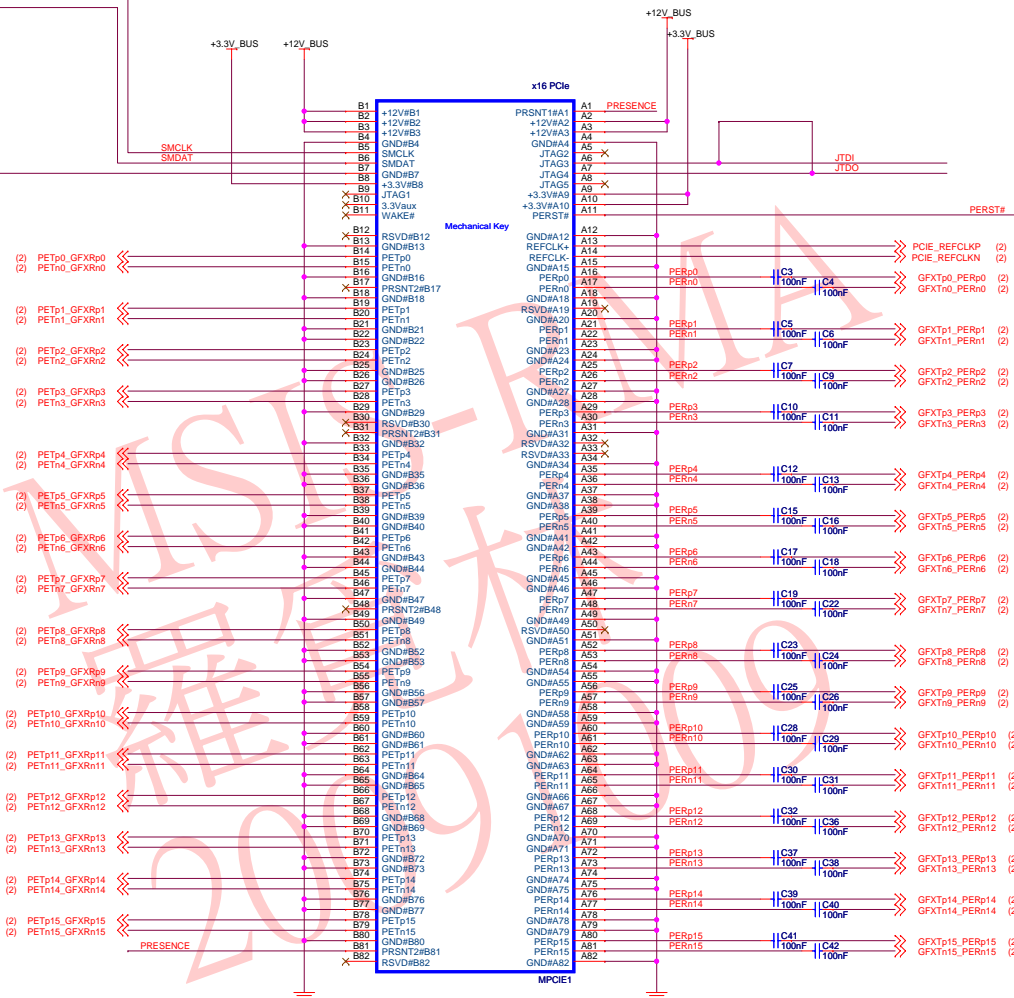 +12V_BUS
+3.3V_BUS
+3.3V_BUS +12V_BUS
x16 PCIe
B1 +12V#B1 PRSNT1#A1 A1 PRESENCE
B2 +12V#B2 +12V#A2 A2
B3 +12V#B3 +12V#A3 A3
B4 GND#B4 GND#A4 A4
SMCLK B5 SMCLK JTAG2 A5
SMDAT B6 SMDAT JTAG3 A6 JTDI
B7 GND#B7 JTAG4 A7 JTDO
B8 +3.3V#B8 JTAG5 A8
B9 JTAG1 +3.3V#A9 A9
B10 3.3Vaux +3.3V#A10 A10
B11 WAKE# PERST# A11 PERST#
Mechanical Key
B12 RSVD#B12 GND#A12 A12
B13 GND#B13 REFCLK+ A13 PCIE_REFCLKP (2)
(2) PETp0_GFXRp0 B14 PETp0 REFCLK- A14 PCIE_REFCLKN (2)
(2) PETn0_GFXRn0 B15 PETn0 GND#A15 A15
B16 GND#B16 PERp0 A16 PERp0 C3 100nF GFXTp0_PERp0 (2)
B17 PRSNT2#B17 PERn0 A17 PERn0 C4 100nF GFXTn0_PERn0 (2)
B18 GND#B18 GND#A18 A18
(2) PETp1_GFXRp1 B19 PETp1 RSVD#A19 A19
(2) PETn1_GFXRn1 B20 PETn1 GND#A20 A20
B21 GND#B21 PERp1 A21 PERp1 C5 100nF GFXTp1_PERp1 (2)
B22 GND#B22 PERn1 A22 PERn1 C6 100nF GFXTn1_PERn1 (2)
(2) PETp2_GFXRp2 B23 PETp2 GND#A23 A23
(2) PETn2_GFXRn2 B24 PETn2 GND#A24 A24
B25 GND#B25 PERp2 A25 PERp2 C7 100nF GFXTp2_PERp2 (2)
B26 GND#B26 PERn2 A26 PERn2 C9 100nF GFXTn2_PERn2 (2)
(2) PETp3_GFXRp3 B27 PETp3 GND#A27 A27
(2) PETn3_GFXRn3 B28 PETn3 GND#A28 A28
B29 GND#B29 PERp3 A29 PERp3 C10 100nF GFXTp3_PERp3 (2)
B30 RSVD#B30 PERn3 A30 PERn3 C11 100nF GFXTn3_PERn3 (2)
B31 PRSNT2#B31 GND#A31 A31
B32 GND#B32 RSVD#A32 A32
(2) PETp4_GFXRp4 B33 PETp4 RSVD#A33 A33
(2) PETn4_GFXRn4 B34 PETn4 GND#A34 A34
B35 GND#B35 PERp4 A35 PERp4 C12 100nF GFXTp4_PERp4 (2)
B36 GND#B36 PERn4 A36 PERn4 C13 100nF GFXTn4_PERn4 (2)
(2) PETp5_GFXRp5 B37 PETp5 GND#A37 A37
(2) PETn5_GFXRn5 B38 PETn5 GND#A38 A38
B39 GND#B39 PERp5 A39 PERp5 C15 100nF GFXTp5_PERp5 (2)
B40 GND#B40 PERn5 A40 PERn5 C16 100nF GFXTn5_PERn5 (2)
(2) PETp6_GFXRp6 B41 PETp6 GND#A41 A41
(2) PETn6_GFXRn6 B42 PETn6 GND#A42 A42
B43 GND#B43 PERp6 A43 PERp6 C17 100nF GFXTp6_PERp6 (2)
B44 GND#B44 PERn6 A44 PERn6 C18 100nF GFXTn6_PERn6 (2)
(2) PETp7_GFXRp7 B45 PETp7 GND#A45 A45
(2) PETn7_GFXRn7 B46 PETn7 GND#A46 A46
B47 GND#B47 PERp7 A47 PERp7 C19 100nF GFXTp7_PERp7 (2)
B48 PRSNT2#B48 PERn7 A48 PERn7 C22 100nF GFXTn7_PERn7 (2)
B49 GND#B49 GND#A49 A49
(2) PETp8_GFXRp8 B50 PETp8 RSVD#A50 A50
(2) PETn8_GFXRn8 B51 PETn8 GND#A51 A51
B52 GND#B52 PERp8 A52 PERp8 C23 100nF GFXTp8_PERp8 (2)
B53 GND#B53 PERn8 A53 PERn8 C24 100nF GFXTn8_PERn8 (2)
(2) PETp9_GFXRp9 B54 PETp9 GND#A54 A54
(2) PETn9_GFXRn9 B55 PETn9 GND#A55 A55
B56 GND#B56 PERp9 A56 PERp9 C25 100nF GFXTp9_PERp9 (2)
B57 GND#B57 PERn9 A57 PERn9 C26 100nF GFXTn9_PERn9 (2)
(2) PETp10_GFXRp10 B58 PETp10 GND#A58 A58
(2) PETn10_GFXRn10 B59 PETn10 GND#A59 A59
B60 GND#B60 PERp10 A60 PERp10 C28 100nF GFXTp10_PERp10 (2
B61 GND#B61 PERn10 A61 PERn10 C29 100nF GFXTn10_PERn10 (2
(2) PETp11_GFXRp11 B62 PETp11 GND#A62 A62
(2) PETn11_GFXRn11 B63 PETn11 GND#A63 A63
B64 GND#B64 PERp11 A64 PERp11 C30 100nF GFXTp11_PERp11 (2
B65 GND#B65 PERn11 A65 PERn11 C31 100nF GFXTn11_PERn11 (2
(2) PETp12_GFXRp12 B66 PETp12 GND#A66 A66
(2) PETn12_GFXRn12 B67 PETn12 GND#A67 A67
B68 GND#B68 PERp12 A68 PERp12 C32 100nF GFXTp12_PERp12 (2
B69 GND#B69 PERn12 A69 PERn12 C36 100nF GFXTn12_PERn12 (2
(2) PETp13_GFXRp13 B70 PETp13 GND#A70 A70
(2) PETn13_GFXRn13 B71 PETn13 GND#A71 A71
B72 GND#B72 PERp13 A72 PERp13 C37 100nF GFXTp13_PERp13 (2
B73 GND#B73 PERn13 A73 PERn13 C38 100nF GFXTn13_PERn13 (2
(2) PETp14_GFXRp14 B74 PETp14 GND#A74 A74
(2) PETn14_GFXRn14 B75 PETn14 GND#A75 A75
B76 GND#B76 PERp14 A76 PERp14 C39 100nF GFXTp14_PERp14 (2
B77 GND#B77 PERn14 A77 PERn14 C40 100nF GFXTn14_PERn14 (2
(2) PETp15_GFXRp15 B78 PETp15 GND#A78 A78
(2) PETn15_GFXRn15 B79 PETn15 GND#A79 A79
B80 GND#B80 PERp15 A80 PERp15 C41 100nF GFXTp15_PERp15 (2
PRESENCE B81 PRSNT2#B81 PERn15 A81 PERn15 C42 100nF GFXTn15_PERn15 (2
B82 RSVD#B82 GND#A82 A82
MPCIE1
MSIS-RMA
20091009